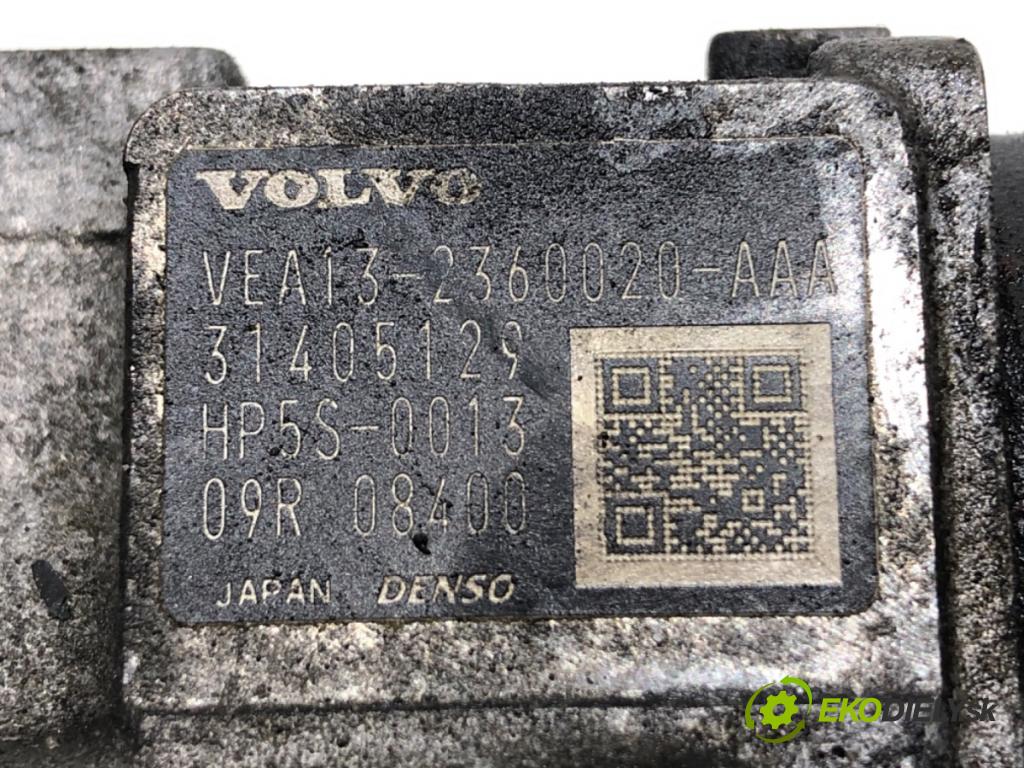 VOLVO
VEA13-2360020-AAA
31405129
HP5S-0013
09R 08400
JAPAN DENSO
EKODIELY.sk